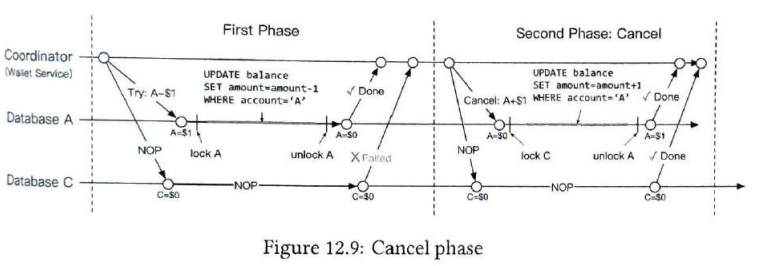 First Phase
Second Phase: Cancel
Coordinator
(Wallet Service)
Try: A-$1
UPDATE balance
SET amount=amount-1
WHERE account='A'
✓ Done
Cancel: A+$1
UPDATE balance
SET amount=amount+1
WHERE account='A'
✓ Done
Database A
A=$1
lock A
unlock A
A=$0
A=$0
lock C
unlock A
A=$1
NOP
X Failed
NOP
✓ Done
Database C
C=$0
NOP
C=$0
C=$0
NOP
C=$0
Figure 12.9: Cancel phase